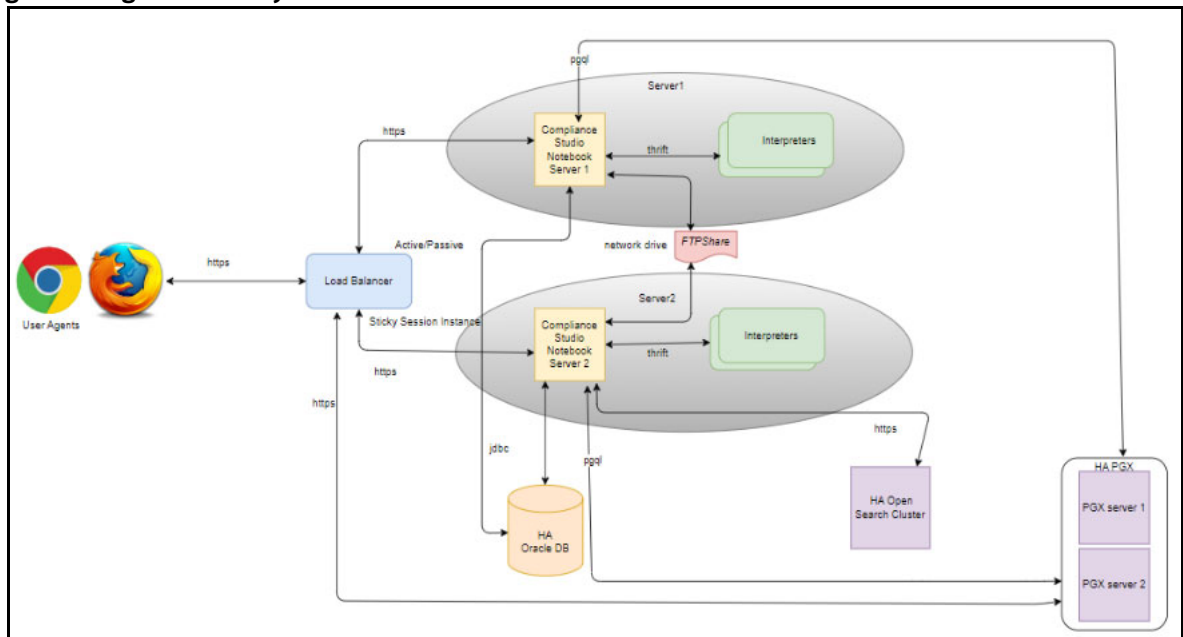 pgql
Server1
https
Compliance
Studio
Notebook
Server 1
thrift
Interpreters
Active/Passive
network drive
FTPShare
https
Load Balancer
User Agents
Server2
Sticky Session Instance
Compliance
Studio
Notebook
Server 2
thrift
Interpreters
https
https
https
jdbc
pgql
HA
Oracle DB
HA Open
Search Cluster
HA PGX
PGX server 1
PGX server 2